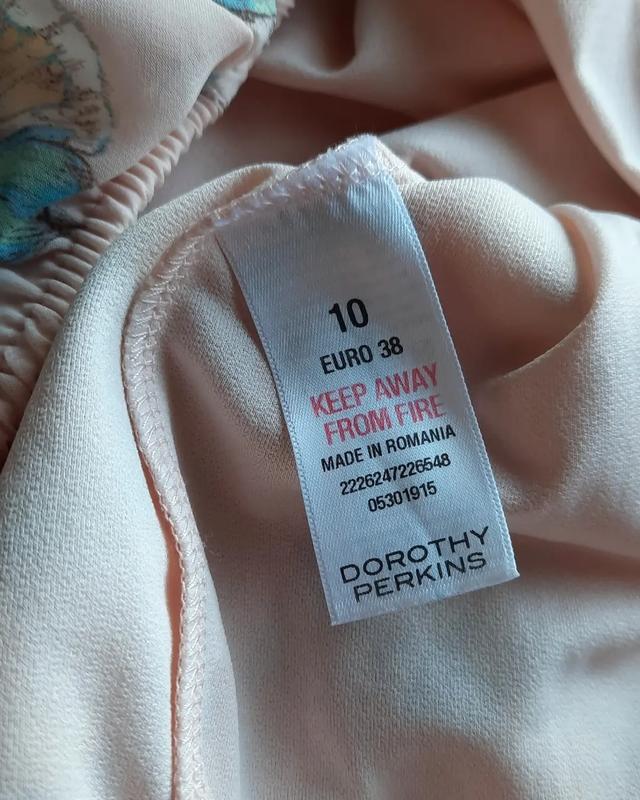 10
EURO 38
KEEP AWAY
FROM FIRE
MADE IN ROMANIA
2226247226548
05301915
DOROTHY
PERKINS